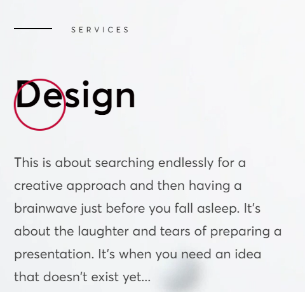 SERVICES
Design
This is about searching endlessly for a
creative approach and then having a
brainwave just before you fall asleep. It's
about the laughter and tears of preparing a
presentation. It's when you need an idea
that doesn't exist yet...